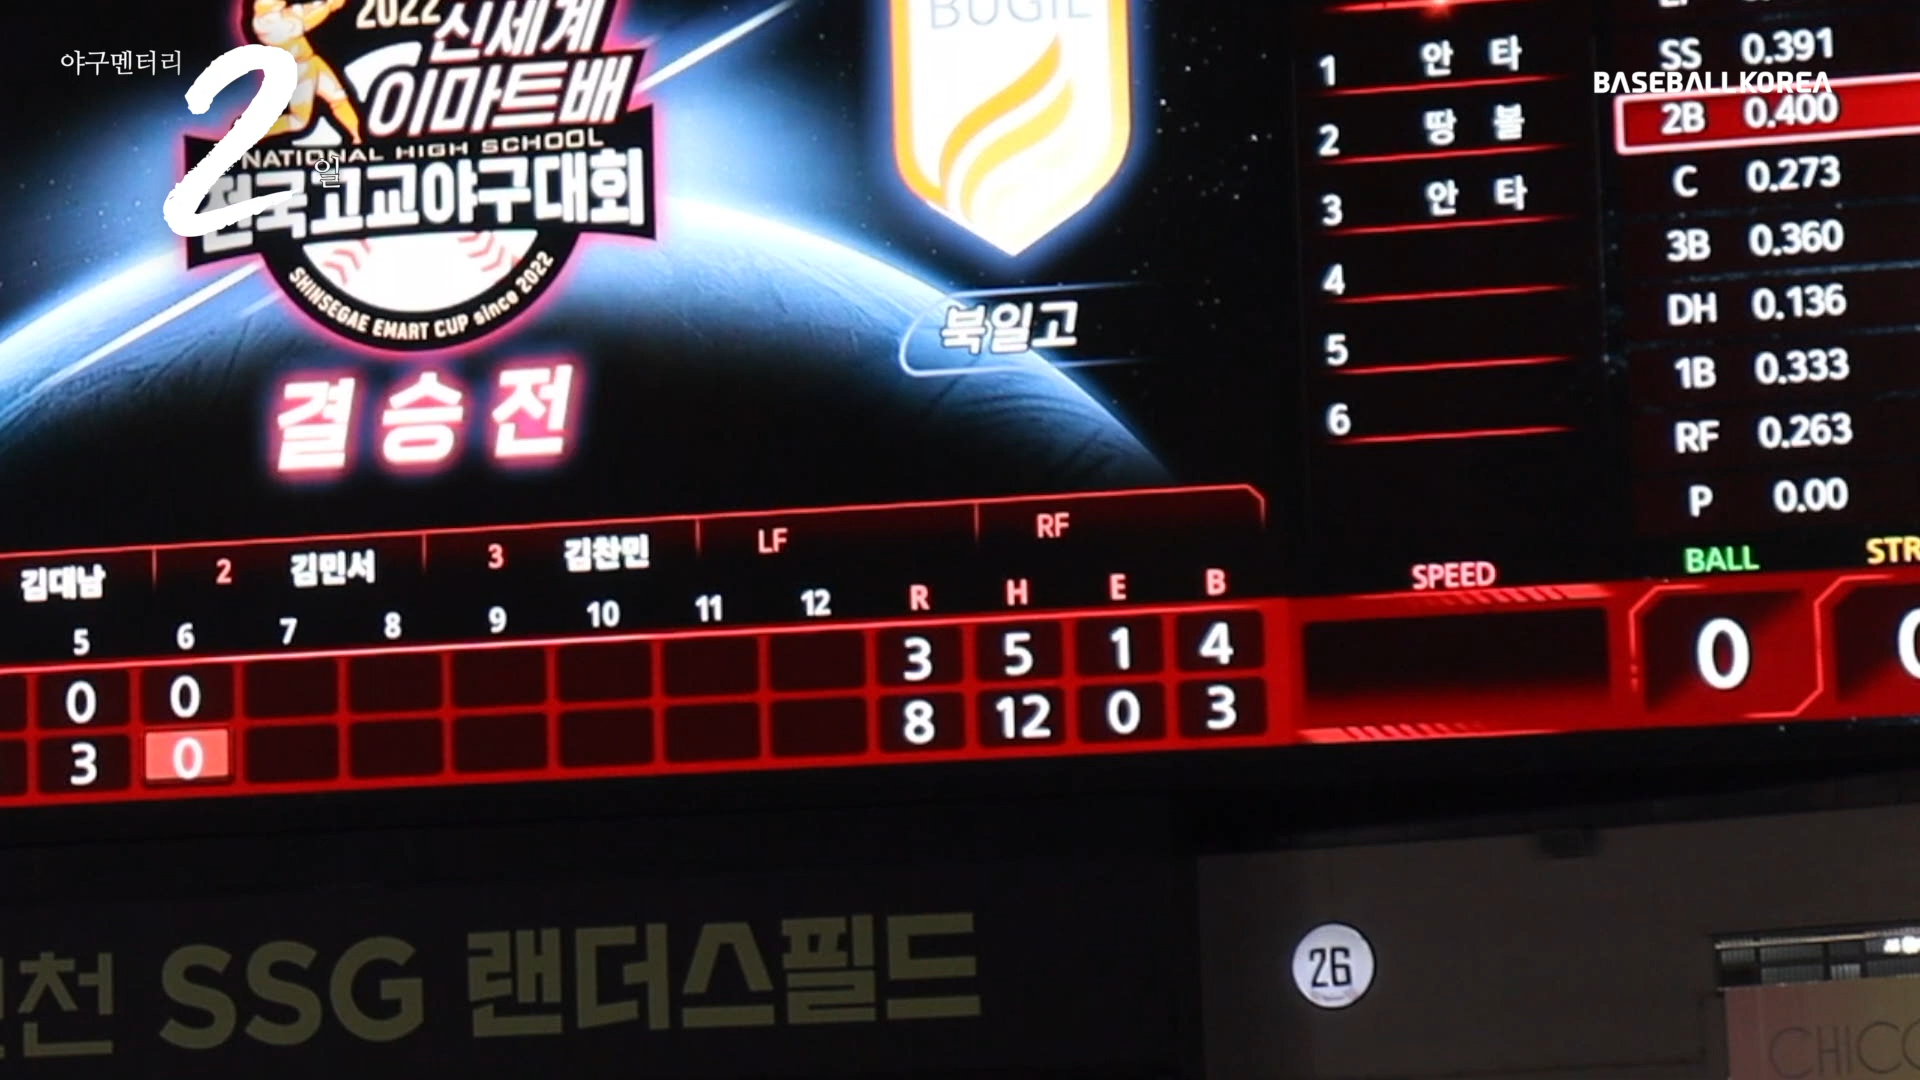 야구멘터리
2일
BASEBALLKOREA
2022 신세계
이마트배
NATIONAL HIGH SCHOOL
전국고교야구대회
SHINSEGAE EMART CUP since 2022
결승전
BUGIL
북일고
1 안 타
2 땅 볼
3 안 타
4
5
6
SS 0.391
2B 0.400
C 0.273
3B 0.360
DH 0.136
1B 0.333
RF 0.263
P 0.00
김대남 2 김민서 3 김찬민 LF RF
5 6 7 8 9 10 11 12 R H E B
0 0 3 5 1 4
3 0 8 12 0 3
SPEED
BALL
0
SSG 랜더스필드
26